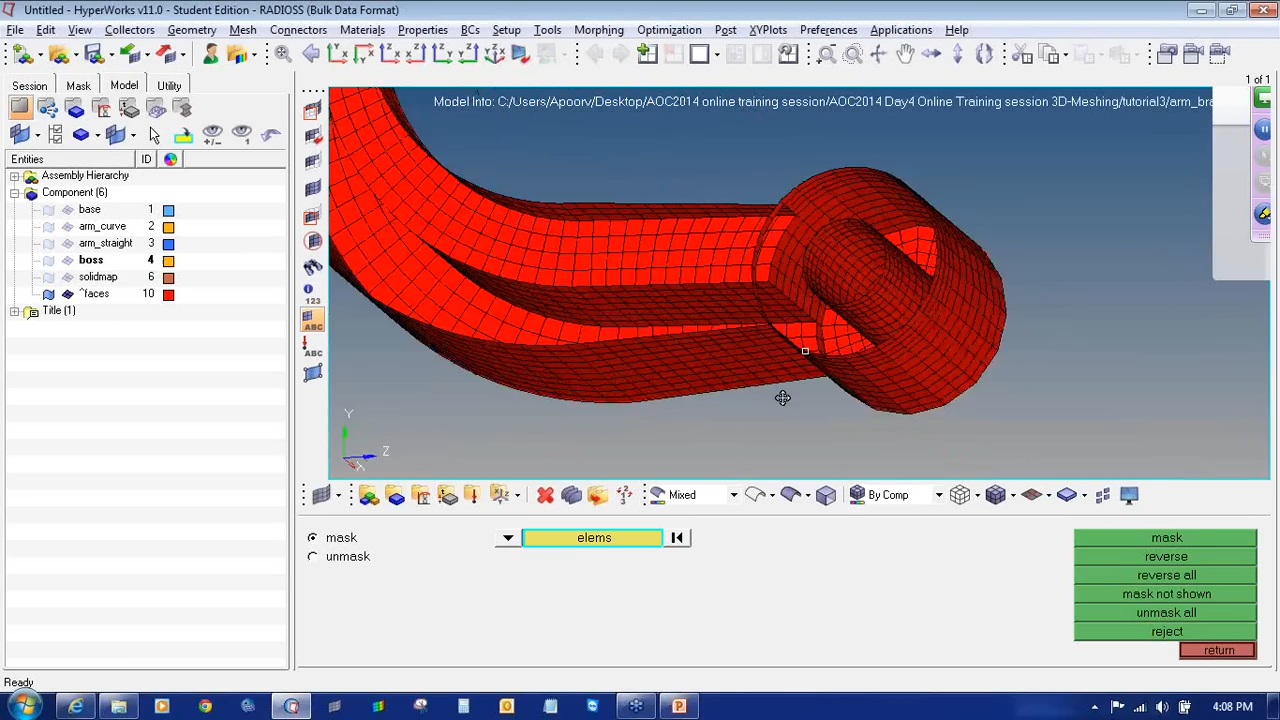 Untitled - HyperWorks v11.0 - Student Edition - RADIOSS (Bulk Data Format)
File Edit View Collectors Geometry Mesh Connectors Materials Properties BCs Setup Tools Morphing Optimization Post XYPlots Preferences Applications Help
1 of 1
Session Mask Model Utility
Model Info: C:/Users/Apoorv/Desktop/AOC2014 online training session/AOC2014 Day4 Online Training session 3D-Meshing/tutorial3/arm_bra
Entities ID
Assembly Hierarchy
Component (6)
base 1
arm_curve 2
arm_straight 3
boss 4
solidmap 6
^faces 10
Title (1)
123
ABC
ABC
Y
Z
X
Mixed By Comp
mask elems mask
unmask reverse
reverse all
mask not shown
unmask all
reject
return
Ready
4:08 PM